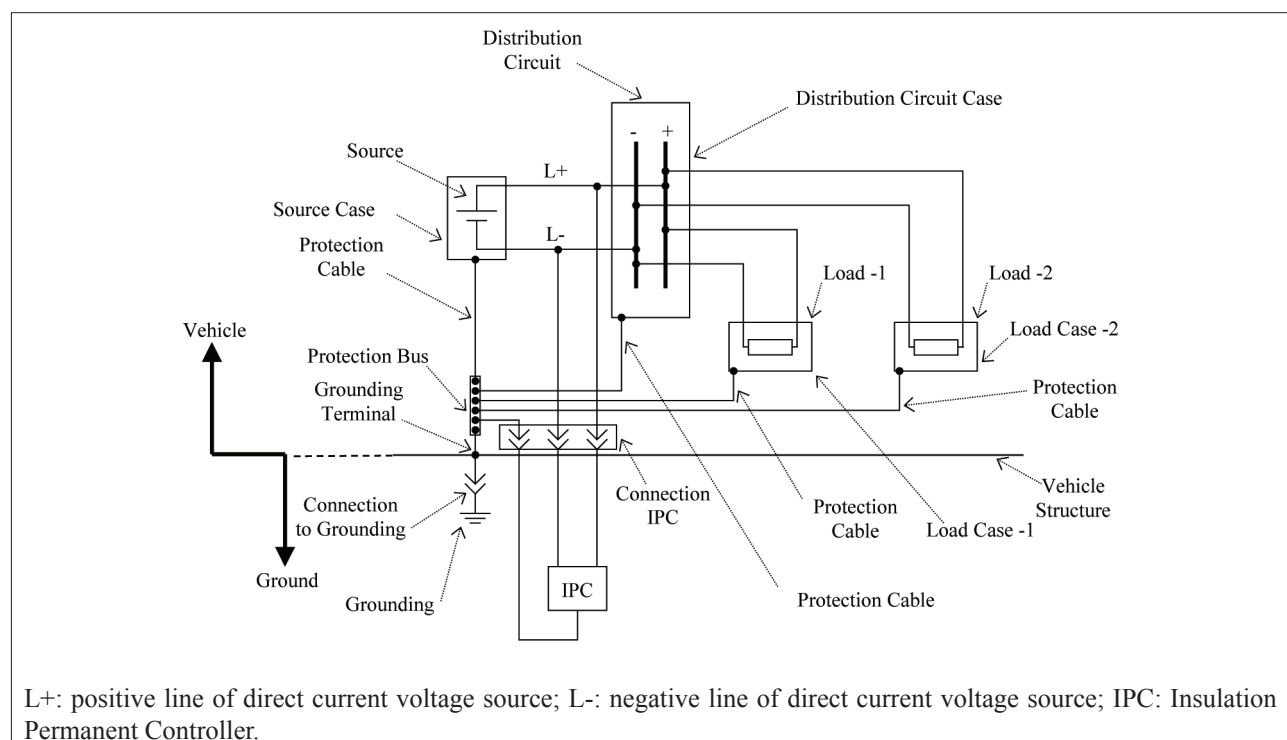 Distribution
Circuit
Distribution Circuit Case
- +
Source
L+
Source Case
L-
Protection
Cable
Load -1
Load -2
Vehicle
Load Case -2
Protection Bus
Grounding
Terminal
Protection
Cable
Connection
to Grounding
Connection
IPC
Protection
Cable
Load Case -1
Vehicle
Structure
Ground
Grounding
IPC
Protection Cable
L+: positive line of direct current voltage source; L-: negative line of direct current voltage source; IPC: Insulation
Permanent Controller.